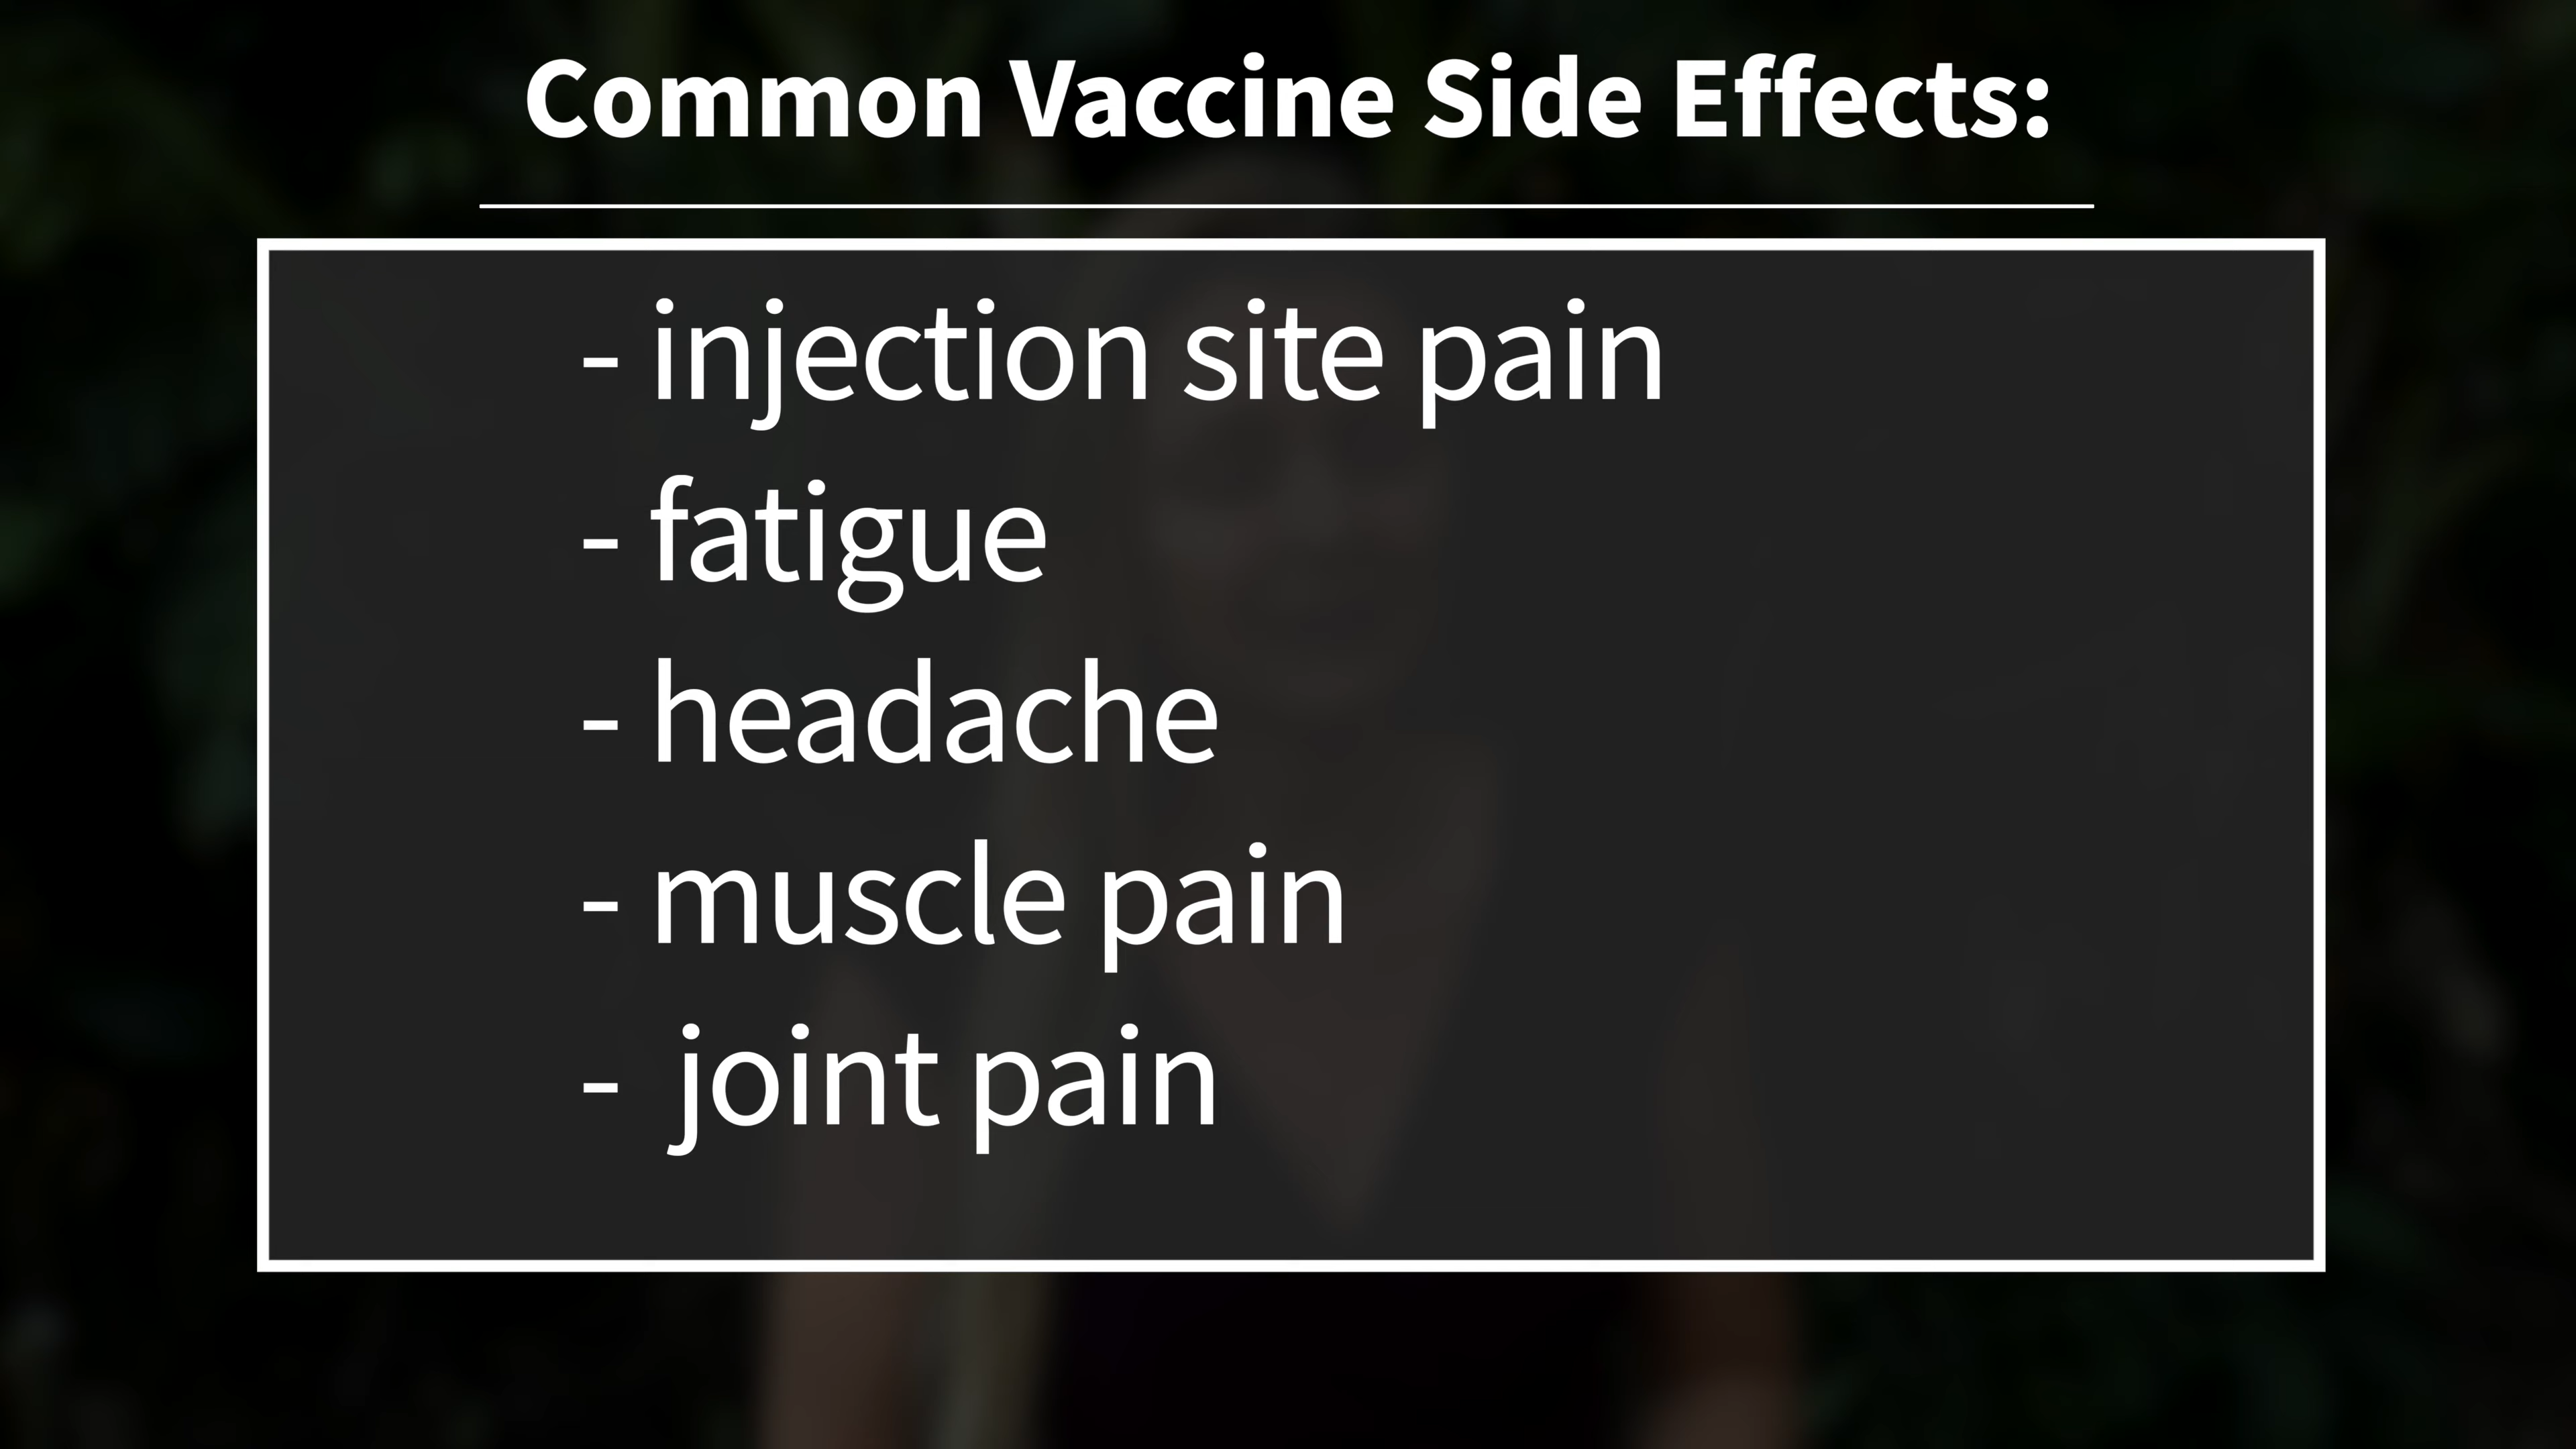 Common Vaccine Side Effects:
- injection site pain
- fatigue
- headache
- muscle pain
- joint pain